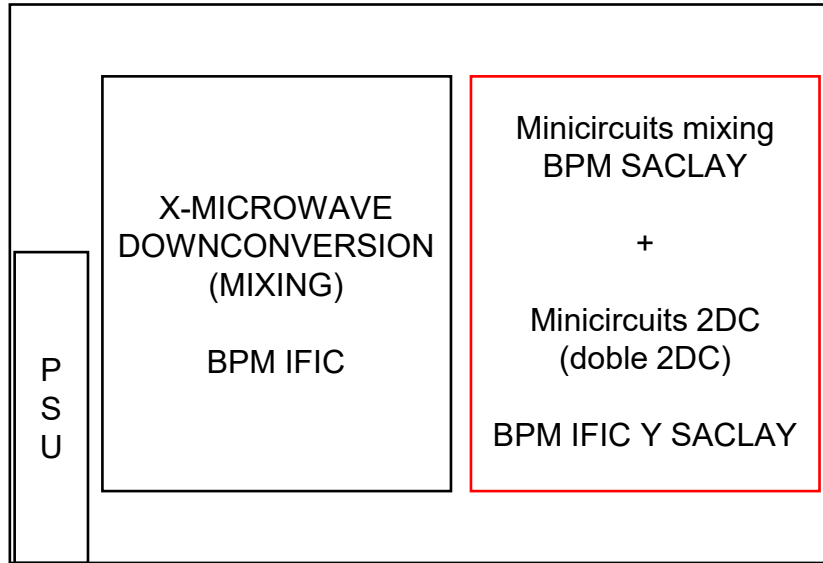 P
S
U
X-MICROWAVE
DOWNCONVERSION
(MIXING)
BPM IFIC
Minicircuits mixing
BPM SACLAY
+
Minicircuits 2DC
(doble 2DC)
BPM IFIC Y SACLAY